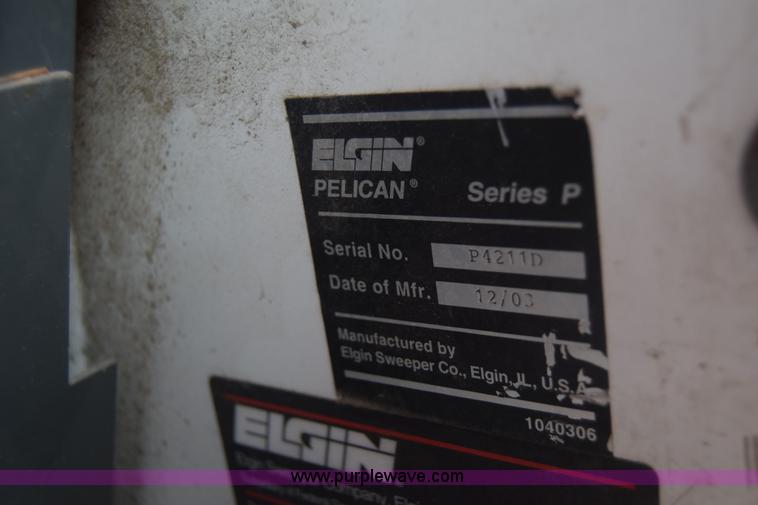 ELGIN®
PELICAN® Series P
Serial No. P4211D
Date of Mfr. 12/03
Manufactured by
Elgin Sweeper Co., Elgin, IL, U.S.A.
1040306
ELGIN
www.purplewave.com